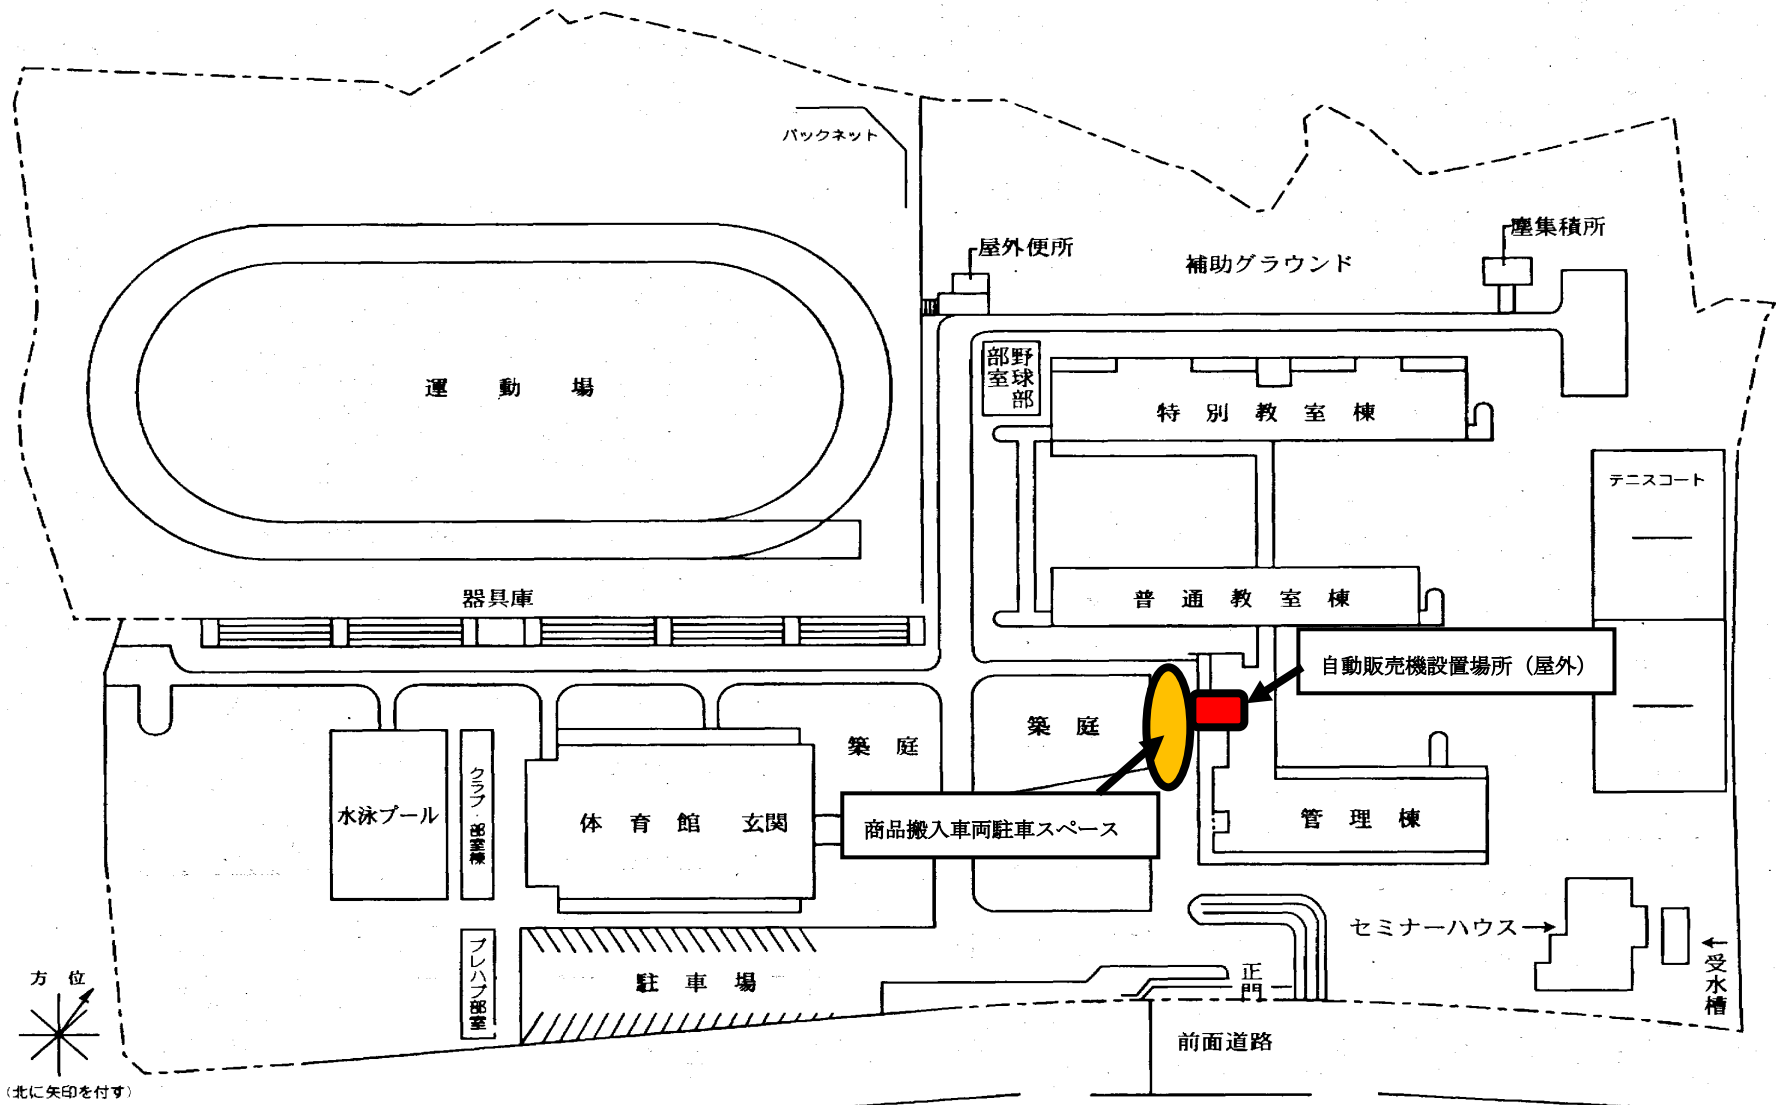 バックネット
屋外便所
補助グラウンド
塵集積所
運動場
野球部
部室
特別教室棟
テニスコート
器具庫
普通教室棟
自動販売機設置場所（屋外）
築庭
築庭
水泳プール
クラブ・部室棟
体育館 玄関
商品搬入車両駐車スペース
管理棟
セミナーハウス
受水槽
プレハブ部室
駐車場
正門
方位
前面道路
(北に矢印を付す)